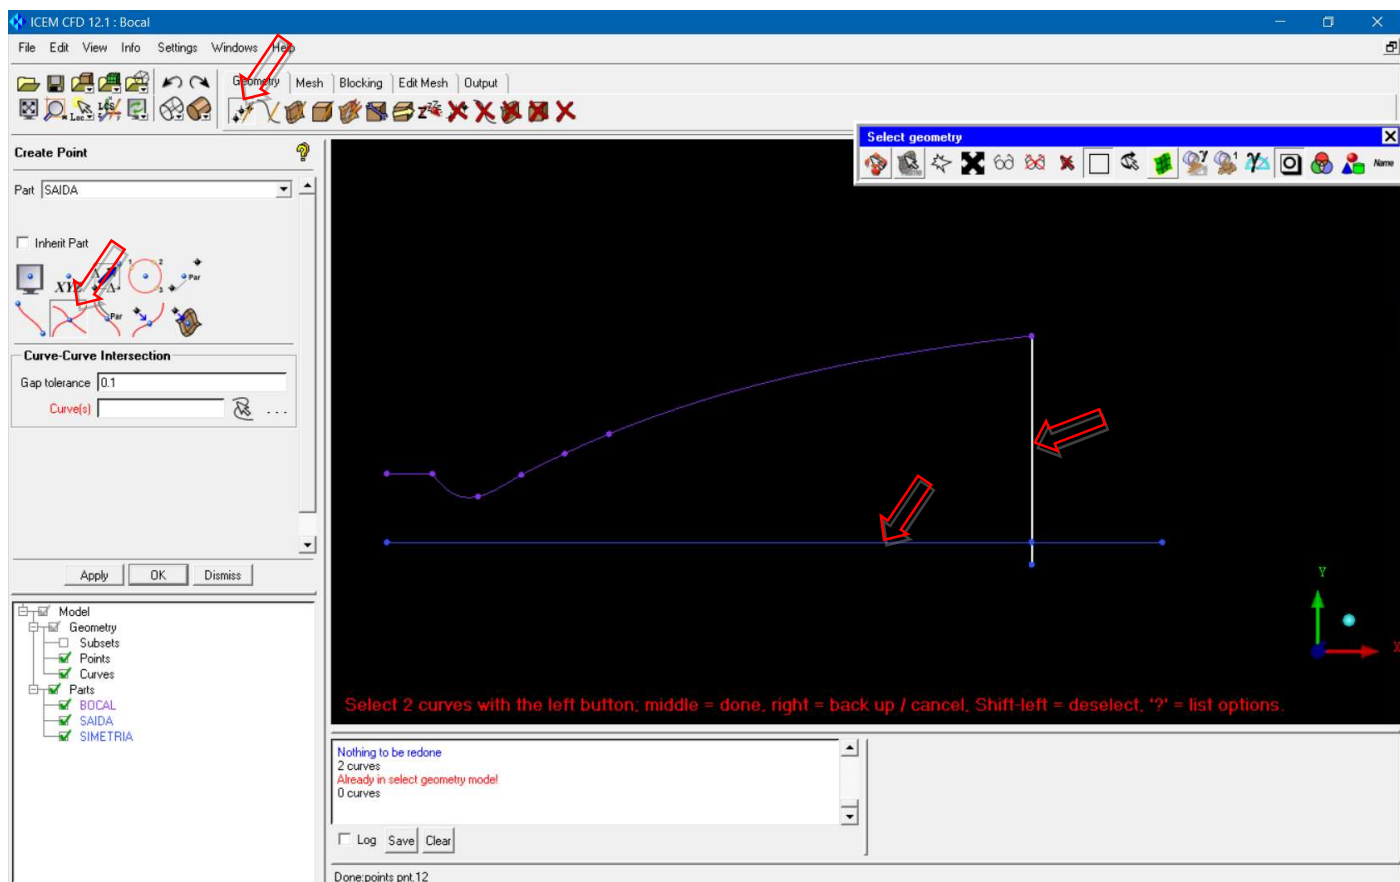 ICEM CFD 12.1 : Bocal
File Edit View Info Settings Windows Help
Geometry Mesh Blocking Edit Mesh Output
Select geometry
Name
Create Point
Part SAIDA
Inherit Part
XYZ
Par
Par
Curve-Curve Intersection
Gap tolerance 0.1
Curve(s)
...
Apply OK Dismiss
Model
Geometry
Subsets
Points
Curves
Parts
BOCAL
SAIDA
SIMETRIA
Y
X
Select 2 curves with the left button; middle = done, right = back up / cancel, Shift-left = deselect, '?' = list options.
Nothing to be redone
2 curves
Already in select geometry mode!
0 curves
Log Save Clear
Done:points pnt.12